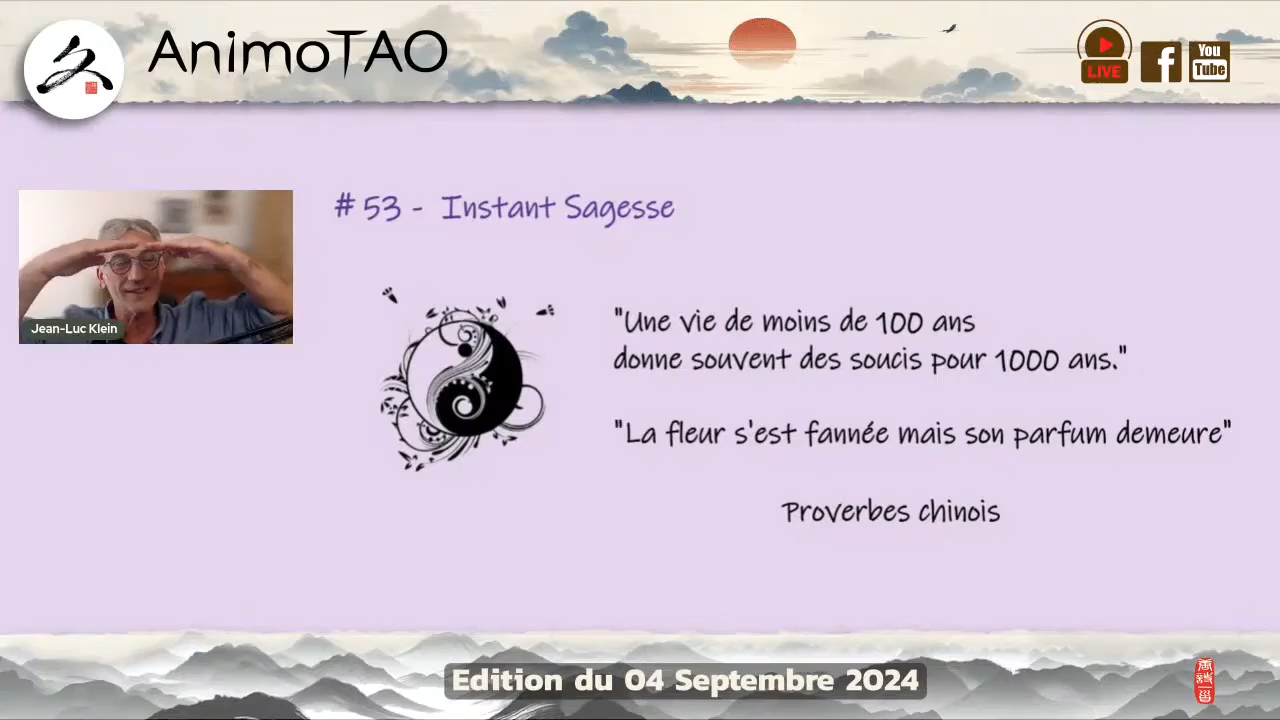 AnimoTAO
LIVE
You
Tube
Jean-Luc Klein
# 53 - Instant Sagesse
"Une vie de moins de 100 ans
donne souvent des soucis pour 1000 ans."
"La fleur s'est fannée mais son parfum demeure"
Proverbes chinois
Edition du 04 Septembre 2024